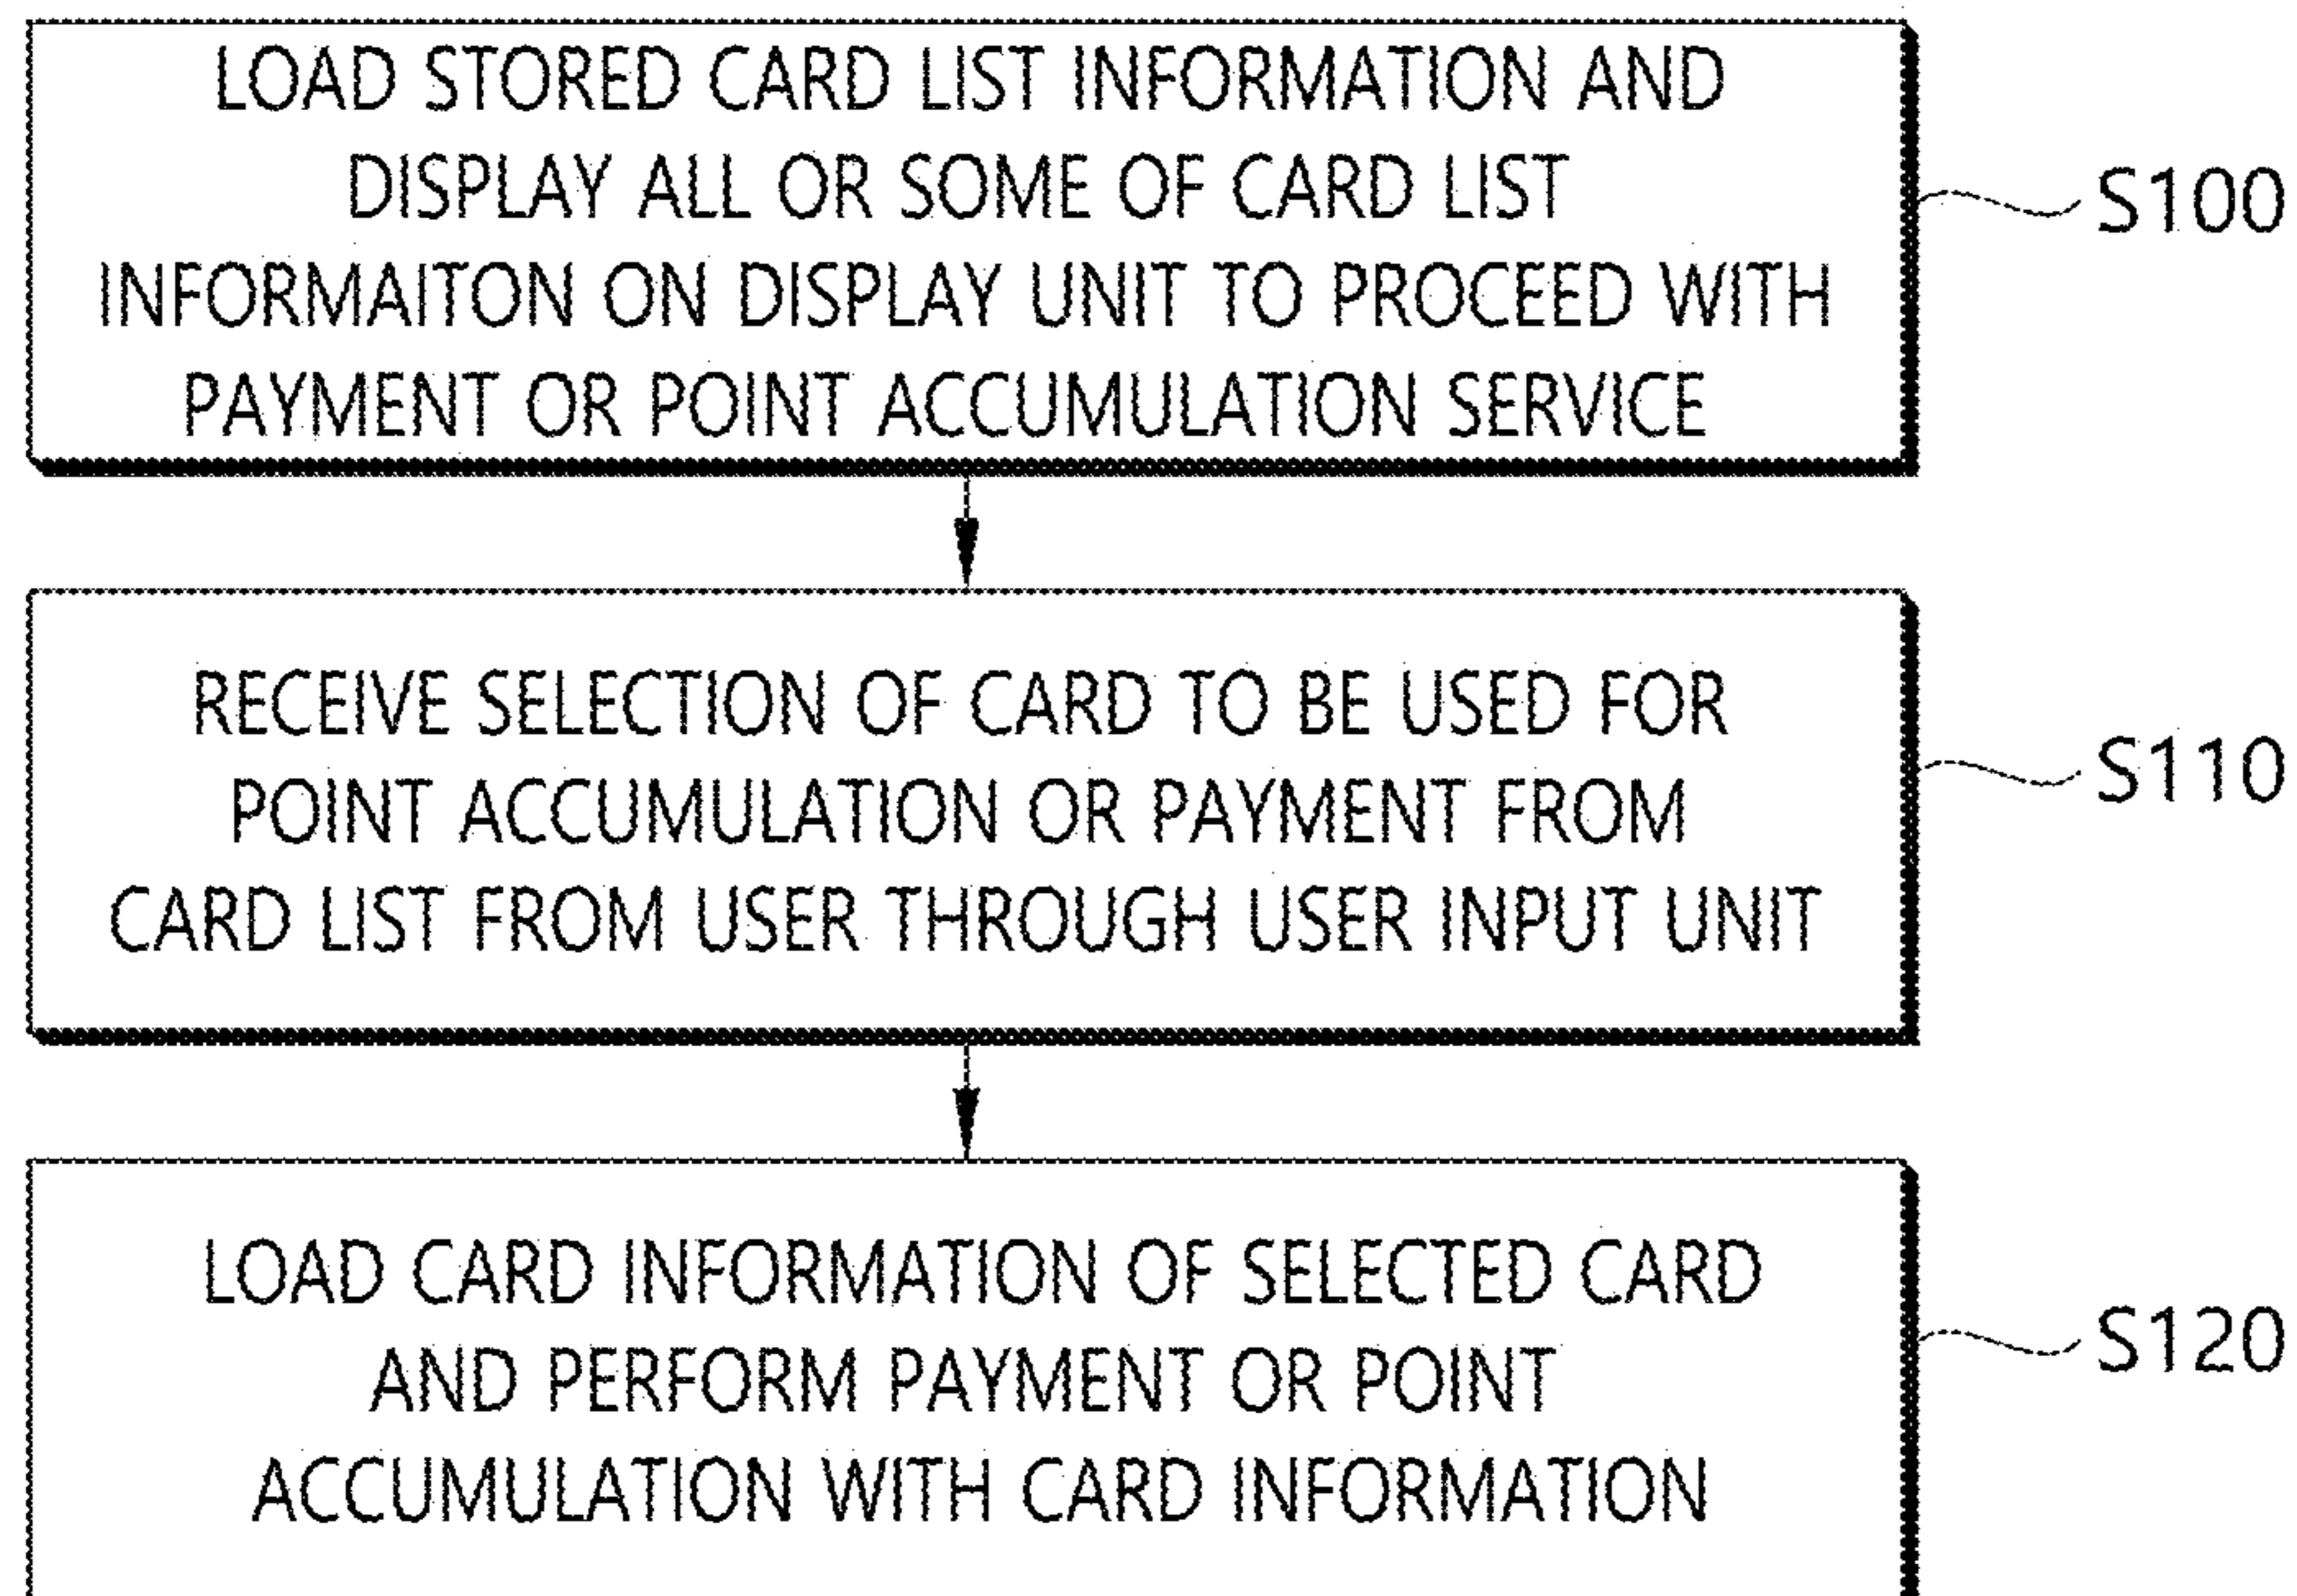 LOAD STORED CARD LIST INFORMATION AND
DISPLAY ALL OR SOME OF CARD LIST
INFORMAITON ON DISPLAY UNIT TO PROCEED WITH
PAYMENT OR POINT ACCUMULATION SERVICE
S100
RECEIVE SELECTION OF CARD TO BE USED FOR
POINT ACCUMULATION OR PAYMENT FROM
CARD LIST FROM USER THROUGH USER INPUT UNIT
S110
LOAD CARD INFORMATION OF SELECTED CARD
AND PERFORM PAYMENT OR POINT
ACCUMULATION WITH CARD INFORMATION
S120